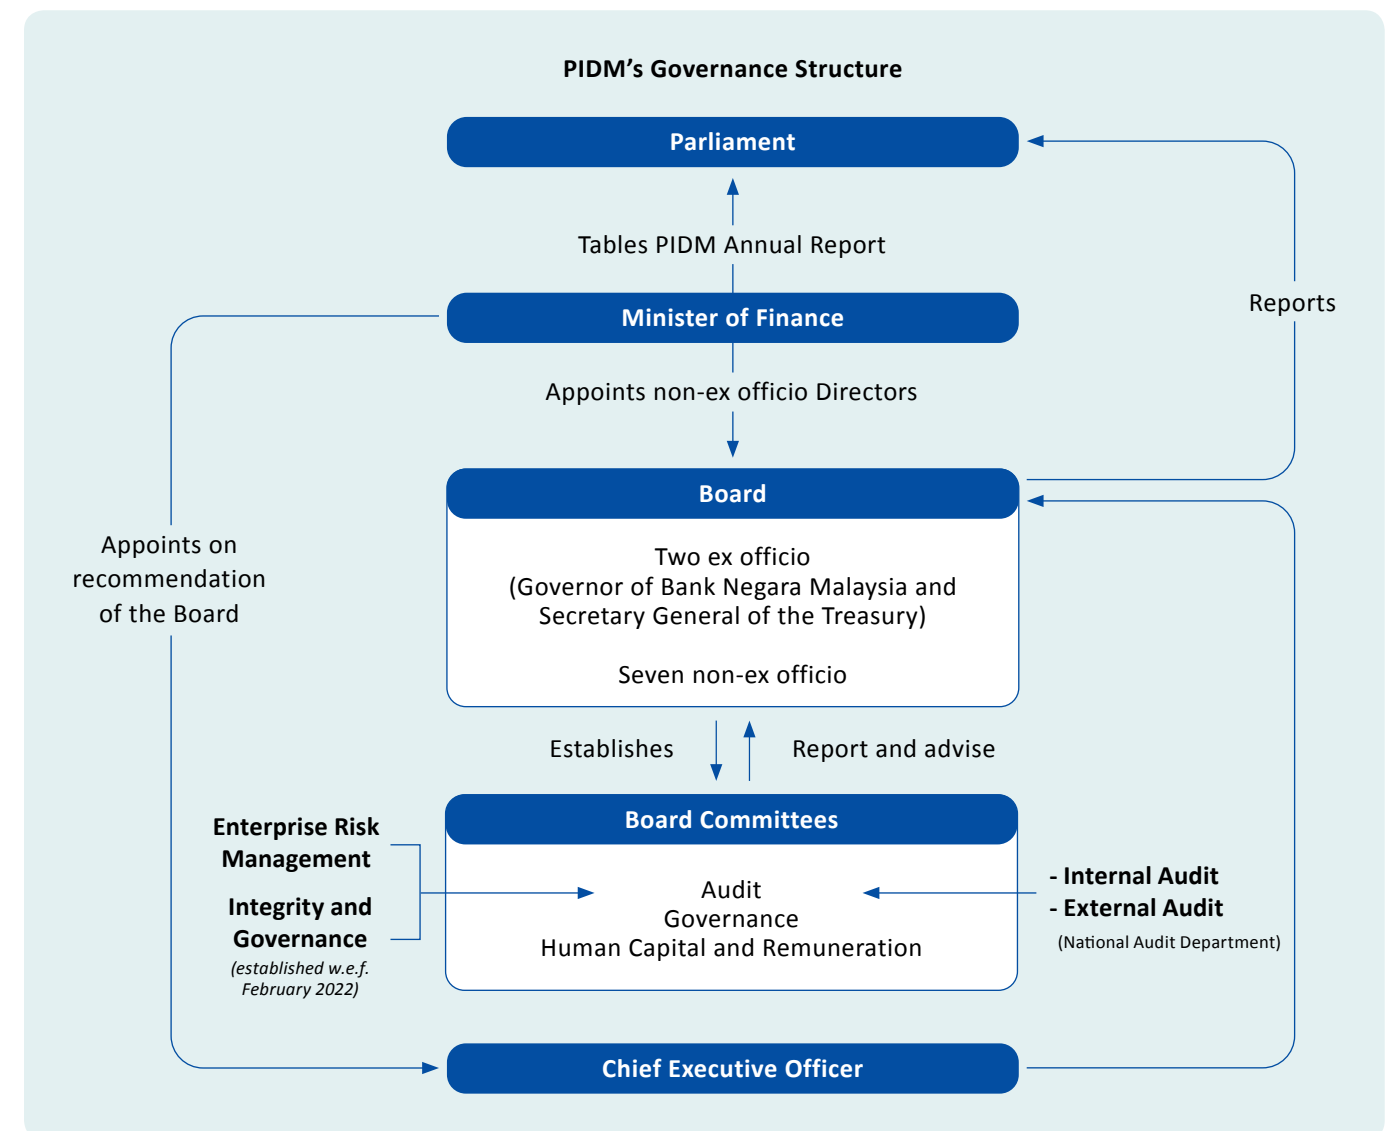 PIDM’s Governance Structure
Parliament
Tables PIDM Annual Report
Minister of Finance
Reports
Appoints non-ex officio Directors
Board
Two ex officio
(Governor of Bank Negara Malaysia and
Secretary General of the Treasury)
Seven non-ex officio
Appoints on
recommendation
of the Board
Establishes
Report and advise
Board Committees
Audit
Governance
Human Capital and Remuneration
Enterprise Risk
Management
Integrity and
Governance
(established w.e.f.
February 2022)
- Internal Audit
- External Audit
(National Audit Department)
Chief Executive Officer